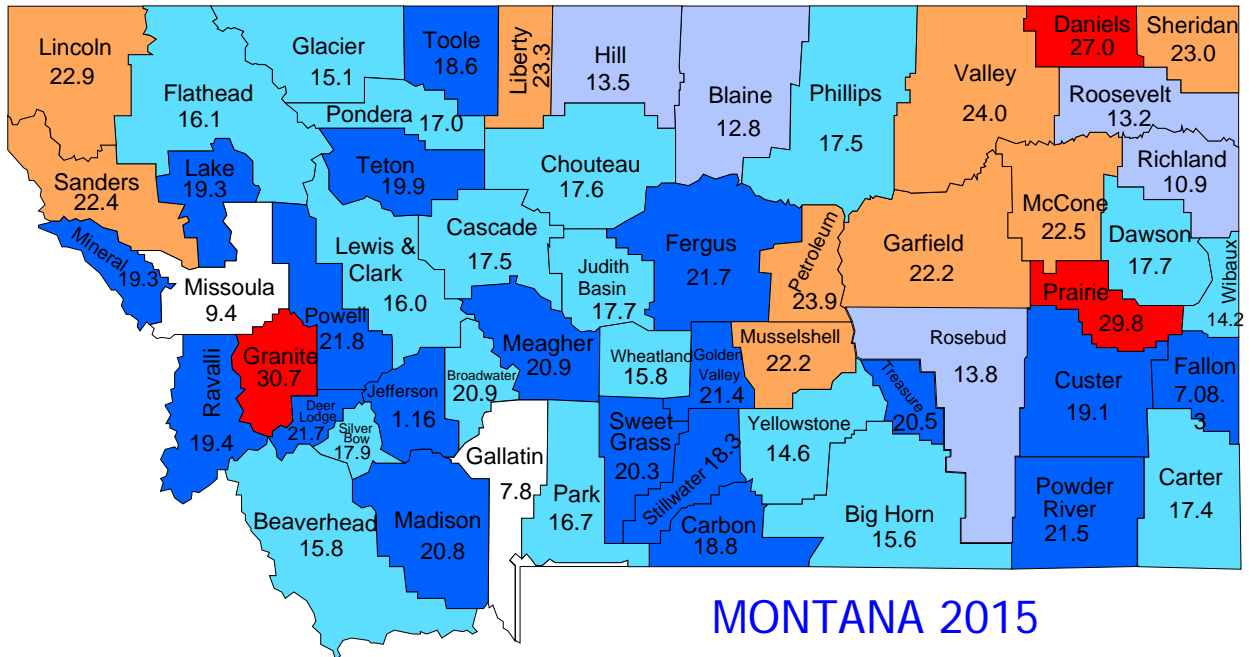 Lincoln
22.9
Glacier
15.1
Toole
18.6
Liberty
23.3
Hill
13.5
Blaine
12.8
Phillips
17.5
Valley
24.0
Daniels
27.0
Sheridan
23.0
Flathead
16.1
Pondera
17.0
Roosevelt
13.2
Sanders
22.4
Lake
19.3
Teton
19.9
Chouteau
17.6
Richland
10.9
Mineral
19.3
Missoula
9.4
Lewis &
Clark
16.0
Cascade
17.5
Judith
Basin
17.7
Fergus
21.7
Petroleum
23.9
Garfield
22.2
McCone
22.5
Dawson
17.7
Wibaux
14.2
Prairie
29.8
Powell
21.8
Granite
30.7
Ravalli
19.4
Deer
Lodge
21.7
Silver
Bow
17.9
Jefferson
1.16
Broadwater
20.9
Meagher
20.9
Wheatland
15.8
Golden
Valley
21.4
Musselshell
22.2
Rosebud
13.8
Treasure
20.5
Custer
19.1
Fallon
7.08.
3
Gallatin
7.8
Park
16.7
Sweet
Grass
20.3
Stillwater 18.3
Yellowstone
14.6
Beaverhead
15.8
Madison
20.8
Carbon
18.8
Big Horn
15.6
Powder
River
21.5
Carter
17.4
MONTANA 2015